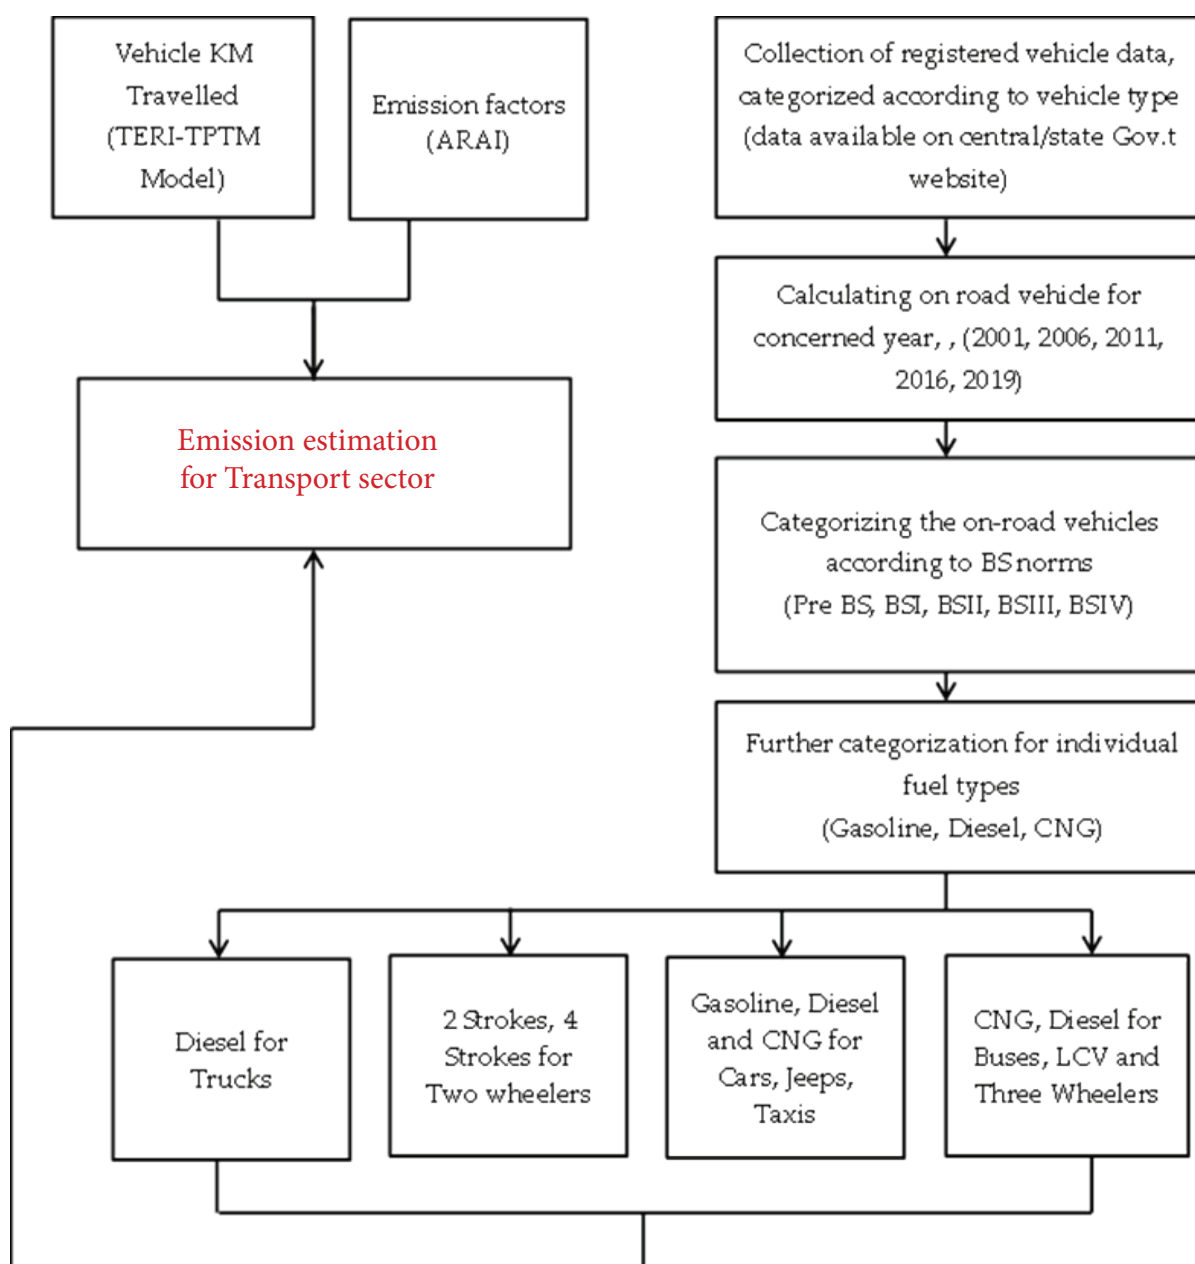 Vehicle KM
Travelled
(TERI-TPTM
Model)
Emission factors
(ARAI)
Collection of registered vehicle data,
categorized according to vehicle type
(data available on central/state Gov.t
website)
Calculating on road vehicle for
concerned year, , (2001, 2006, 2011,
2016, 2019)
Emission estimation
for Transport sector
Categorizing the on-road vehicles
according to BS norms
(Pre BS, BSI, BSII, BSIII, BSIV)
Further categorization for individual
fuel types
(Gasoline, Diesel, CNG)
Diesel for
Trucks
2 Strokes, 4
Strokes for
Two wheelers
Gasoline, Diesel
and CNG for
Cars, Jeeps,
Taxis
CNG, Diesel for
Buses, LCV and
Three Wheelers